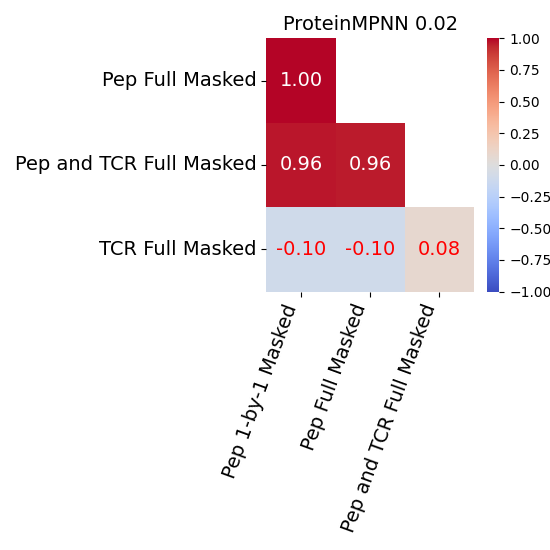 ProteinMPNN 0.02
Pep Full Masked
1.00
Pep and TCR Full Masked
0.96 0.96
TCR Full Masked
-0.10 -0.10 0.08
Pep 1-by-1 Masked
Pep Full Masked
Pep and TCR Full Masked
1.00
0.75
0.50
0.25
0.00
−0.25
−0.50
−0.75
−1.00